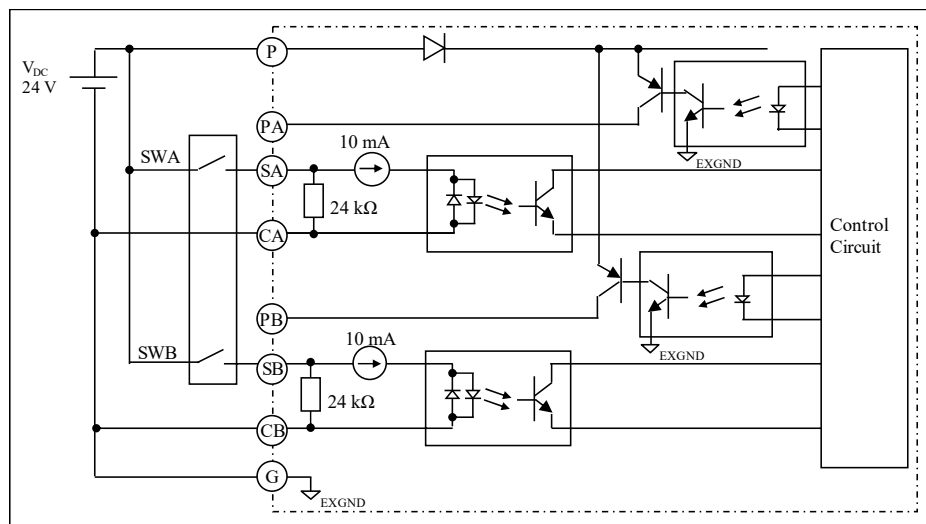 P
V_DC
24 V
PA
10 mA
EXGND
SWA
SA
24 kΩ
CA
Control
Circuit
PB
10 mA
EXGND
SWB
SB
24 kΩ
CB
G
EXGND